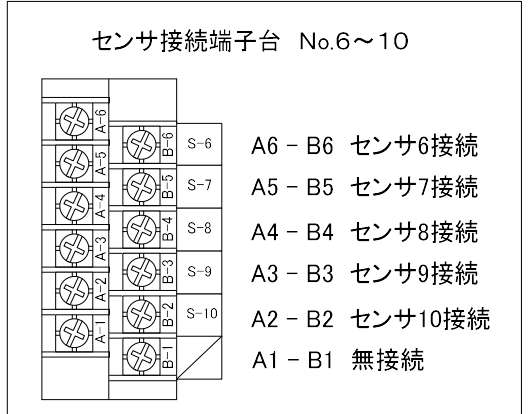 センサ接続端子台 No.6～10
A-6
A-5
A-4
A-3
A-2
A-1
B-6
B-5
B-4
B-3
B-2
B-1
S-6
S-7
S-8
S-9
S-10
A6 - B6 センサ6接続
A5 - B5 センサ7接続
A4 - B4 センサ8接続
A3 - B3 センサ9接続
A2 - B2 センサ10接続
A1 - B1 無接続